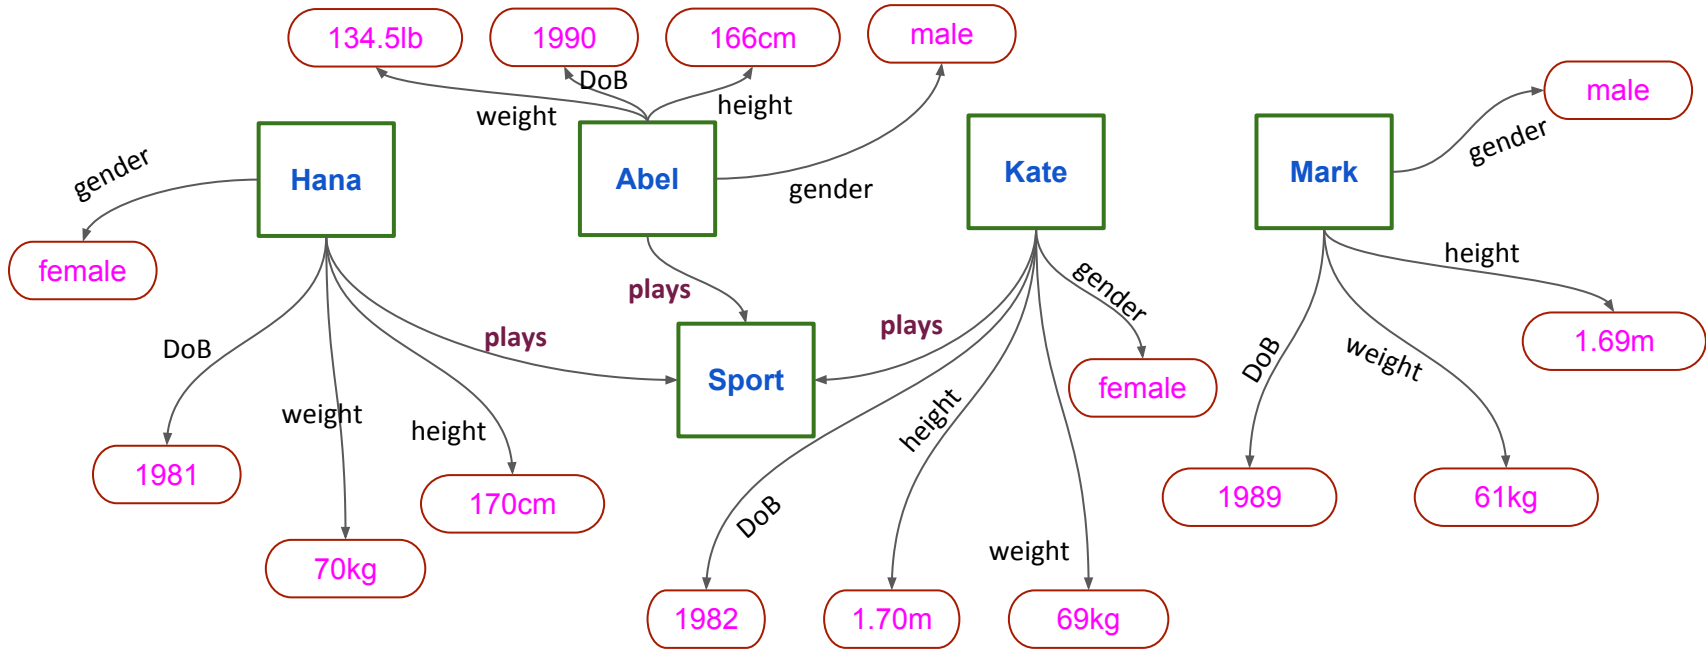 134.5lb
1990
166cm
male
DoB
weight
height
male
gender
Hana
Abel
Kate
Mark
gender
gender
female
plays
gender
height
plays
plays
Sport
DoB
female
DoB
weight
1.69m
weight
height
height
1981
170cm
1989
61kg
DoB
70kg
weight
1982
1.70m
69kg